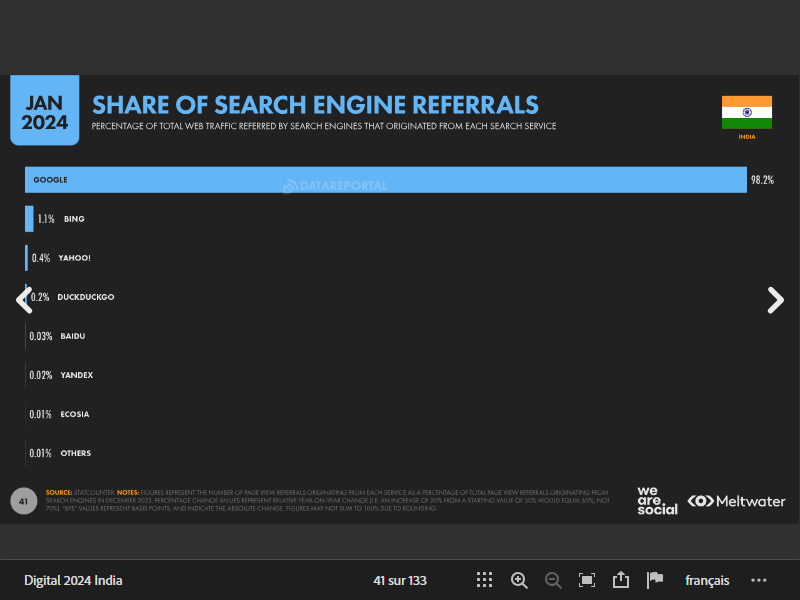 JAN
2024
SHARE OF SEARCH ENGINE REFERRALS
PERCENTAGE OF TOTAL WEB TRAFFIC REFERRED BY SEARCH ENGINES THAT ORIGINATED FROM EACH SEARCH SERVICE
INDIA
GOOGLE
DATAREPORTAL
98.2%
1.1% BING
0.4% YAHOO!
0.2% DUCKDUCKGO
0.03% BAIDU
0.02% YANDEX
0.01% ECOSIA
0.01% OTHERS
41
SOURCE: STATCOUNTER. NOTES: FIGURES REPRESENT THE NUMBER OF PAGE VIEW REFERRALS ORIGINATING FROM EACH SERVICE AS A PERCENTAGE OF TOTAL PAGE VIEW REFERRALS ORIGINATING FROM
SEARCH ENGINES IN DECEMBER 2023. PERCENTAGE CHANGE VALUES REPRESENT RELATIVE YEAR-ON-YEAR CHANGE (I.E. AN INCREASE OF 20% FROM A STARTING VALUE OF 50% WOULD EQUAL 60%, NOT
70%). "BPS" VALUES REPRESENT BASIS POINTS, AND INDICATE THE ABSOLUTE CHANGE. FIGURES MAY NOT SUM TO 100% DUE TO ROUNDING.
we
are.
social
Meltwater
Digital 2024 India
41 sur 133
français